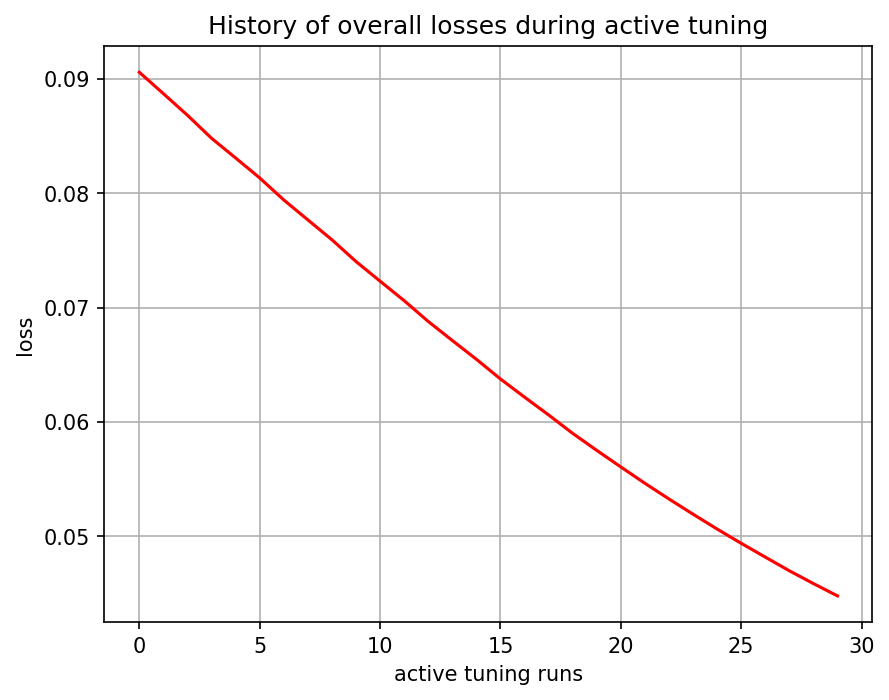 History of overall losses during active tuning
0.09
0.08
0.07
0.06
0.05
loss
0 5 10 15 20 25 30
active tuning runs